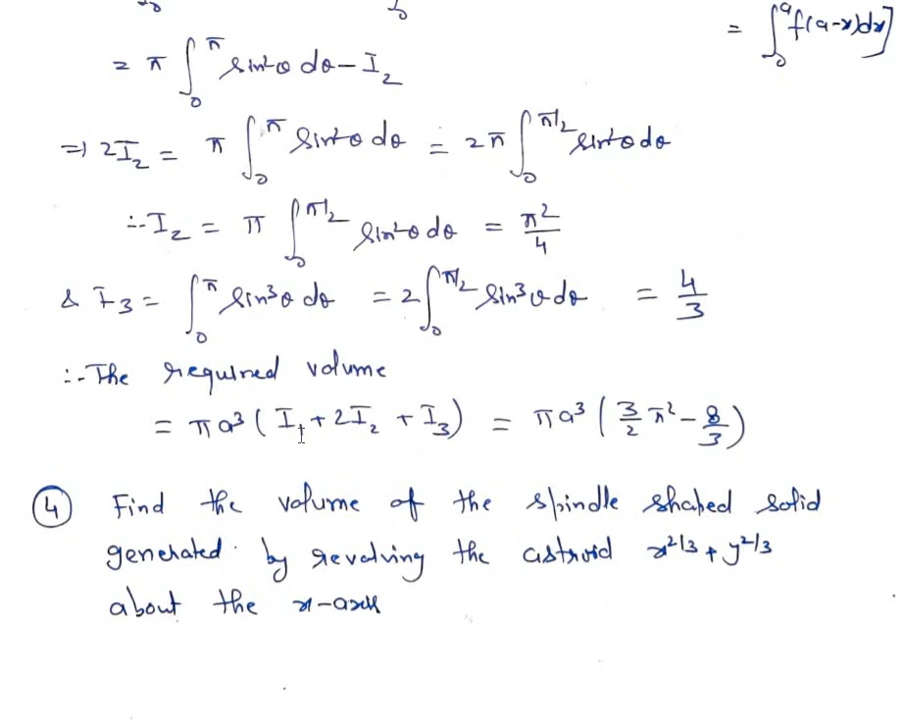 = ∫₀ᵃ f(a-x)dx]
= π ∫₀^π sin²θ dθ - I₂
⇒ 2I₂ = π ∫₀^π sin²θ dθ = 2π ∫₀^(π/2) sin²θ dθ
∴ I₂ = π ∫₀^(π/2) sin²θ dθ = π²/4
& I₃ = ∫₀^π sin³θ dθ = 2∫₀^(π/2) sin³θ dθ = 4/3
∴ The required volume
= πa³ (I₁ + 2I₂ + I₃) = πa³ (3/2 π² - 8/3)
④ Find the volume of the spindle shaped solid
generated by revolving the astroid x^2/3 + y^2/3
about the x-axis